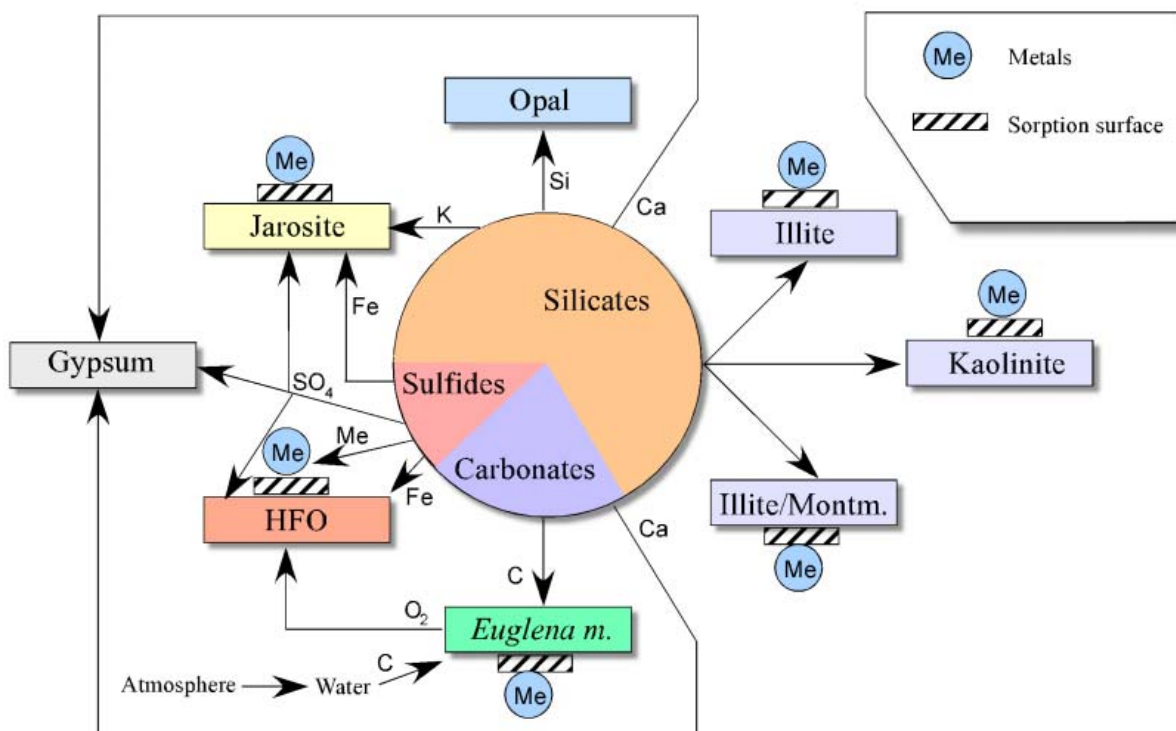 Me
Metals
Opal
Me
Sorption surface
Si
Me
K
Ca
Jarosite
Illite
Silicates
Fe
Me
Gypsum
Kaolinite
Sulfides
SO4
Me
Me
Carbonates
Fe
Illite/Montm.
HFO
Ca
Me
C
O2
Euglena m.
C
Atmosphere
Water
Me